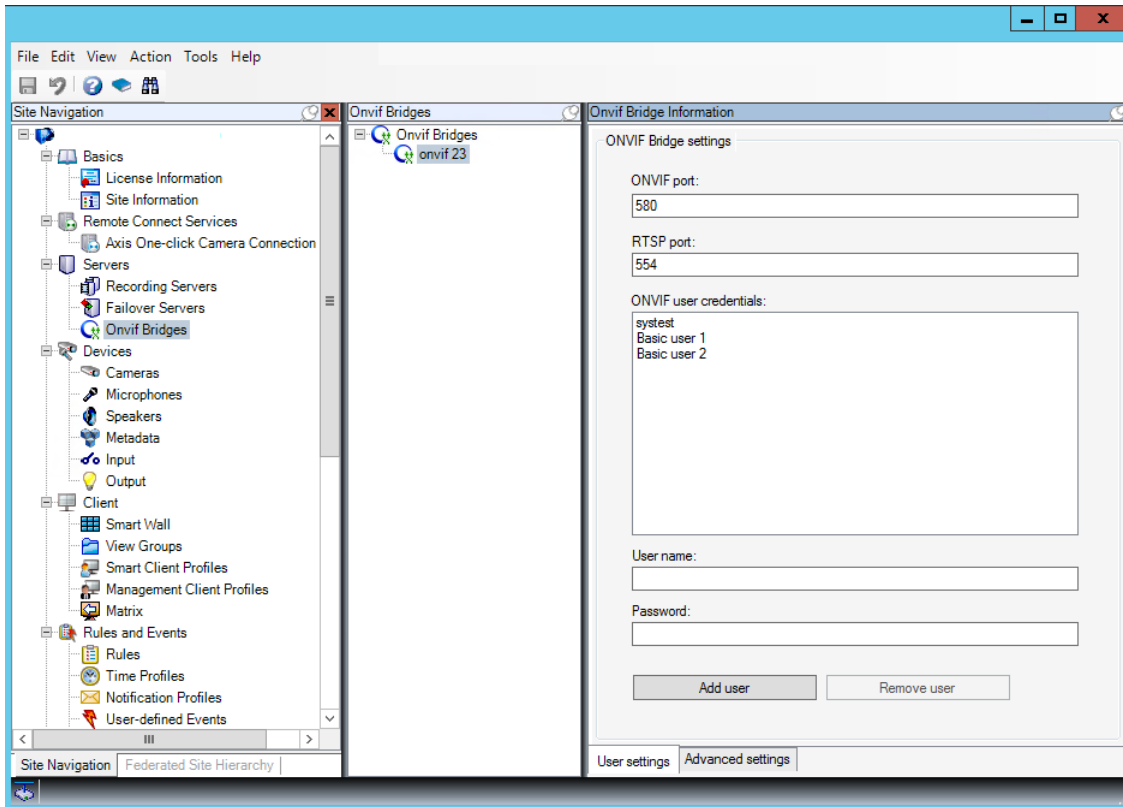 File Edit View Action Tools Help
Site Navigation
Basics
License Information
Site Information
Remote Connect Services
Axis One-click Camera Connection
Servers
Recording Servers
Failover Servers
Onvif Bridges
Devices
Cameras
Microphones
Speakers
Metadata
Input
Output
Client
Smart Wall
View Groups
Smart Client Profiles
Management Client Profiles
Matrix
Rules and Events
Rules
Time Profiles
Notification Profiles
User-defined Events
Site Navigation
Federated Site Hierarchy
Onvif Bridges
Onvif Bridges
onvif 23
Onvif Bridge Information
ONVIF Bridge settings
ONVIF port:
580
RTSP port:
554
ONVIF user credentials:
systest
Basic user 1
Basic user 2
User name:
Password:
Add user
Remove user
User settings
Advanced settings